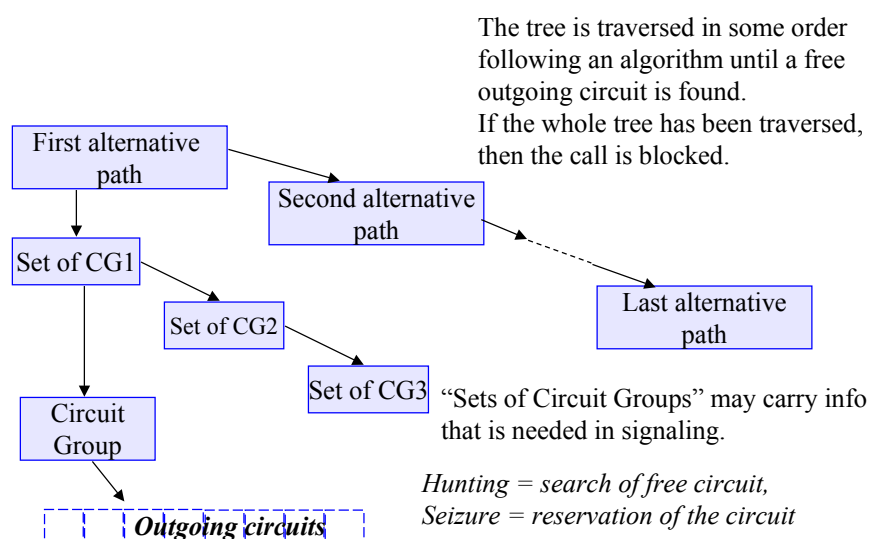 The tree is traversed in some order
following an algorithm until a free
outgoing circuit is found.
If the whole tree has been traversed,
then the call is blocked.
First alternative
path
Second alternative
path
Set of CG1
Last alternative
path
Set of CG2
Set of CG3
“Sets of Circuit Groups” may carry info
that is needed in signaling.
Circuit
Group
Hunting = search of free circuit,
Seizure = reservation of the circuit
Outgoing circuits